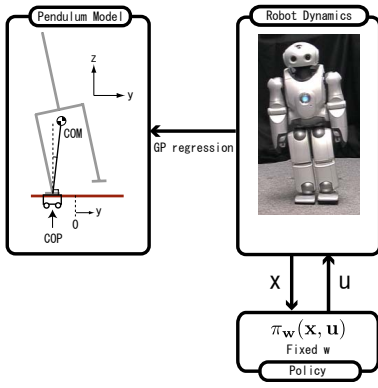 Pendulum Model
Robot Dynamics
z
y
COM
GP regression
0
y
COP
x
u
π_w(x, u)
Fixed w
Policy